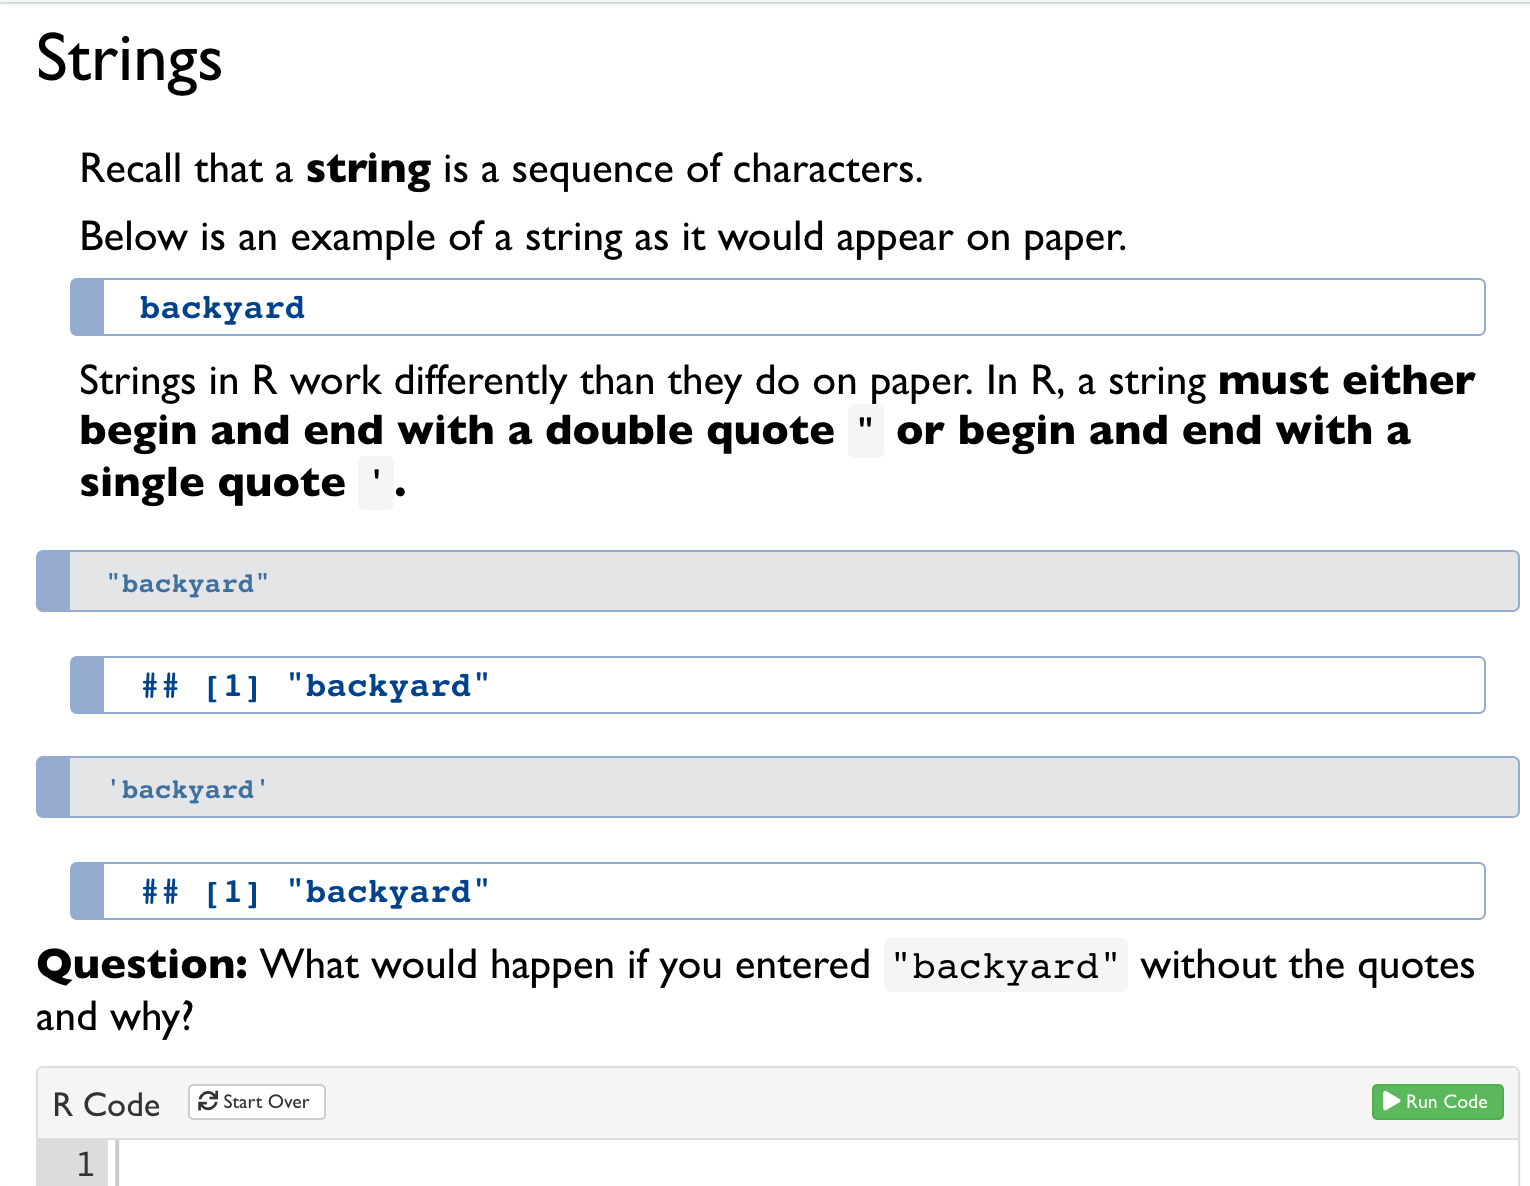 Strings
Recall that a string is a sequence of characters.
Below is an example of a string as it would appear on paper.
backyard
Strings in R work differently than they do on paper. In R, a string must either
begin and end with a double quote " or begin and end with a
single quote '.
"backyard"
## [1] "backyard"
'backyard'
## [1] "backyard"
Question: What would happen if you entered "backyard" without the quotes
and why?
R Code Start Over Run Code
1